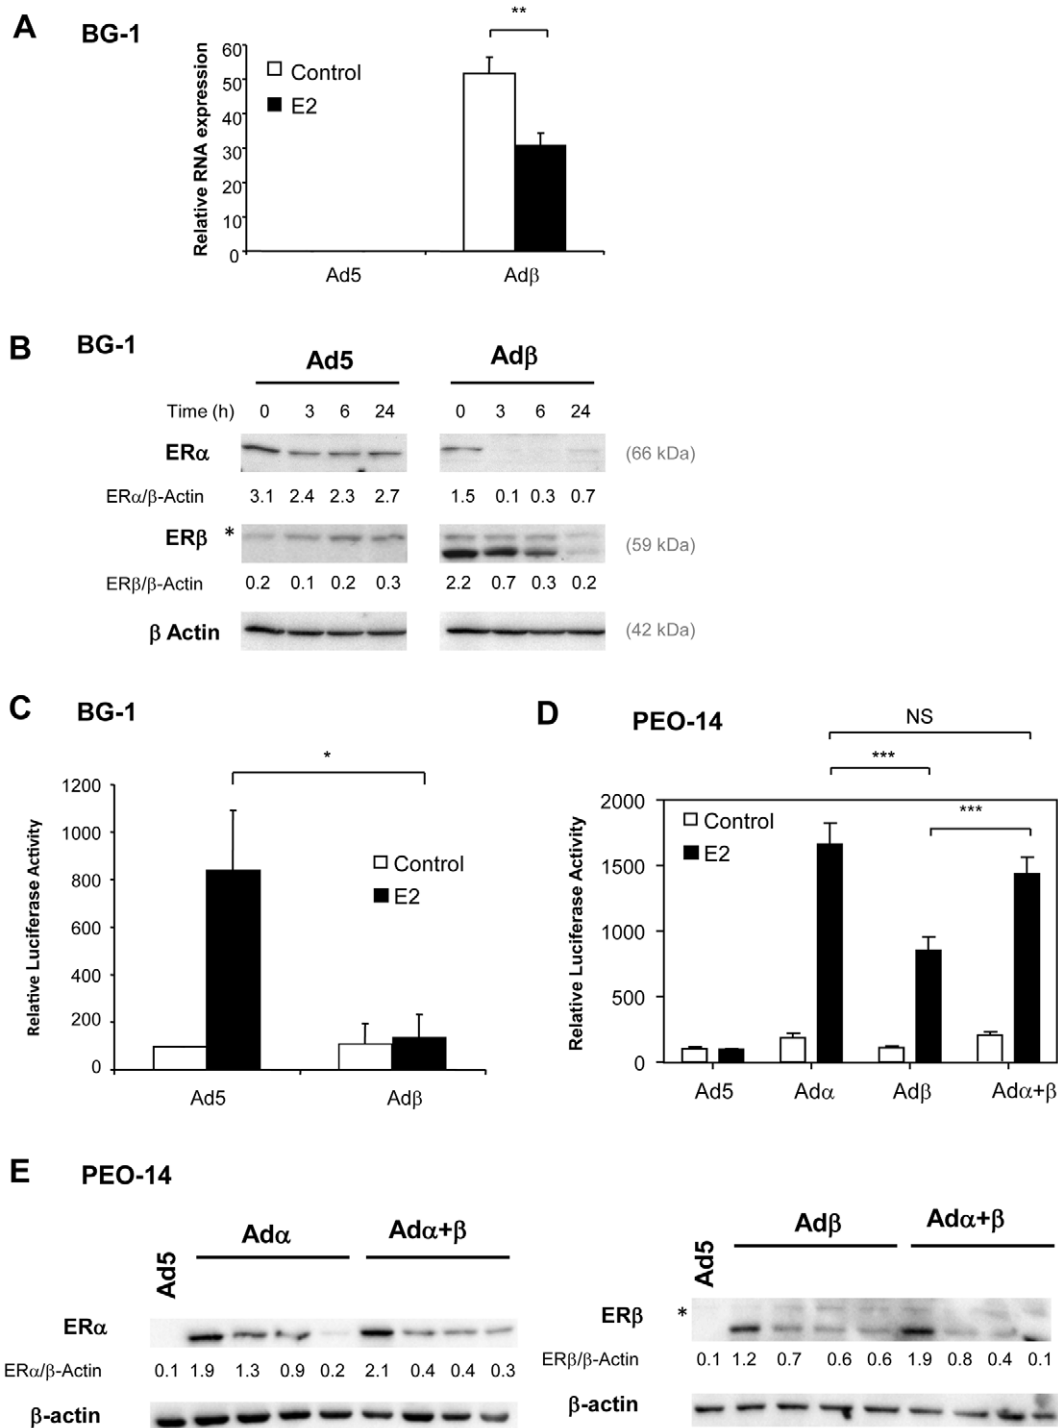 A
BG-1
**
60
50
40
30
20
10
0
Relative RNA expression
Control
E2
Ad5
Adβ
B
BG-1
Ad5
Adβ
Time (h) 0 3 6 24 0 3 6 24
ERα (66 kDa)
ERα/β-Actin 3.1 2.4 2.3 2.7 1.5 0.1 0.3 0.7
ERβ * (59 kDa)
ERβ/β-Actin 0.2 0.1 0.2 0.3 2.2 0.7 0.3 0.2
β Actin (42 kDa)
C
BG-1
*
1200
1000
800
600
400
200
0
Relative Luciferase Activity
Control
E2
Ad5
Adβ
D
PEO-14
NS
***
***
2000
1500
1000
500
0
Relative Luciferase Activity
Control
E2
Ad5
Adα
Adβ
Adα+β
E
PEO-14
Ad5
Adα
Adα+β
ERα
ERα/β-Actin 0.1 1.9 1.3 0.9 0.2 2.1 0.4 0.4 0.3
β-actin
Ad5
Adβ
Adα+β
ERβ *
ERβ/β-Actin 0.1 1.2 0.7 0.6 0.6 1.9 0.8 0.4 0.1
β-actin